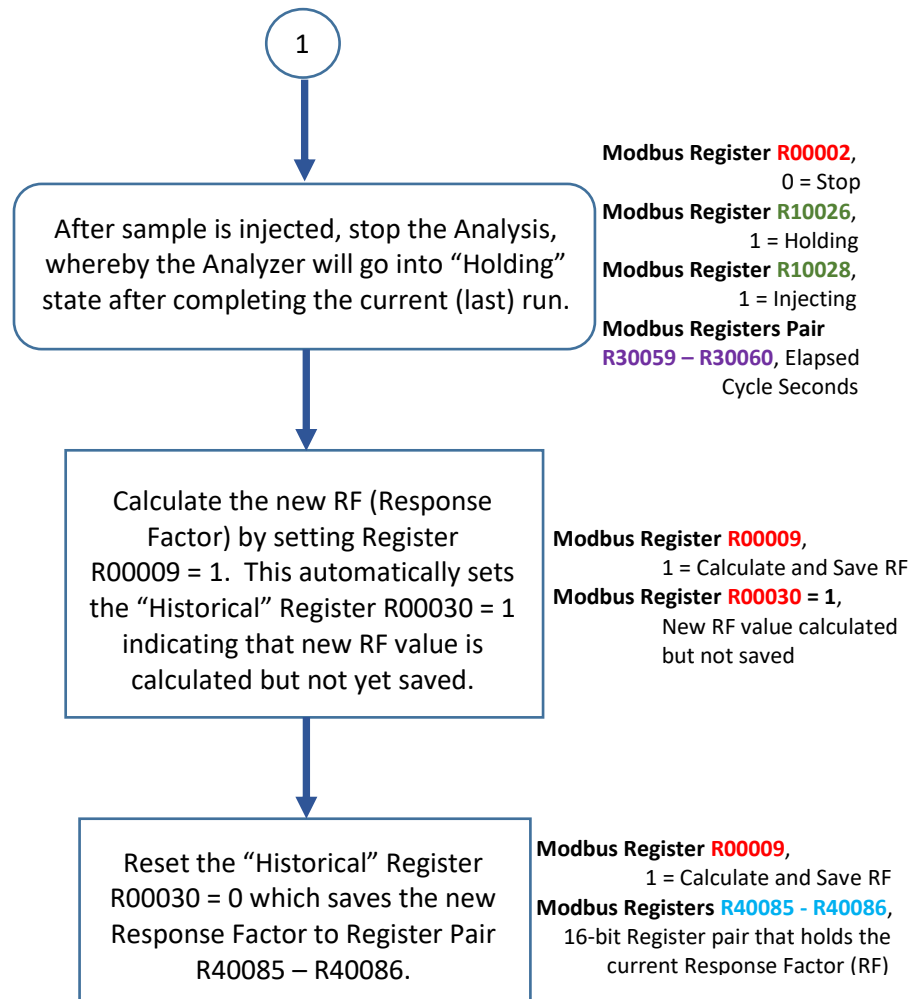 1
After sample is injected, stop the Analysis,
whereby the Analyzer will go into “Holding”
state after completing the current (last) run.
Modbus Register R00002,
0 = Stop
Modbus Register R10026,
1 = Holding
Modbus Register R10028,
1 = Injecting
Modbus Registers Pair
R30059 – R30060, Elapsed
Cycle Seconds
Calculate the new RF (Response
Factor) by setting Register
R00009 = 1.  This automatically sets
the “Historical” Register R00030 = 1
indicating that new RF value is
calculated but not yet saved.
Modbus Register R00009,
1 = Calculate and Save RF
Modbus Register R00030 = 1,
New RF value calculated
but not saved
Reset the “Historical” Register
R00030 = 0 which saves the new
Response Factor to Register Pair
R40085 – R40086.
Modbus Register R00009,
1 = Calculate and Save RF
Modbus Registers R40085 - R40086,
16-bit Register pair that holds the
current Response Factor (RF)